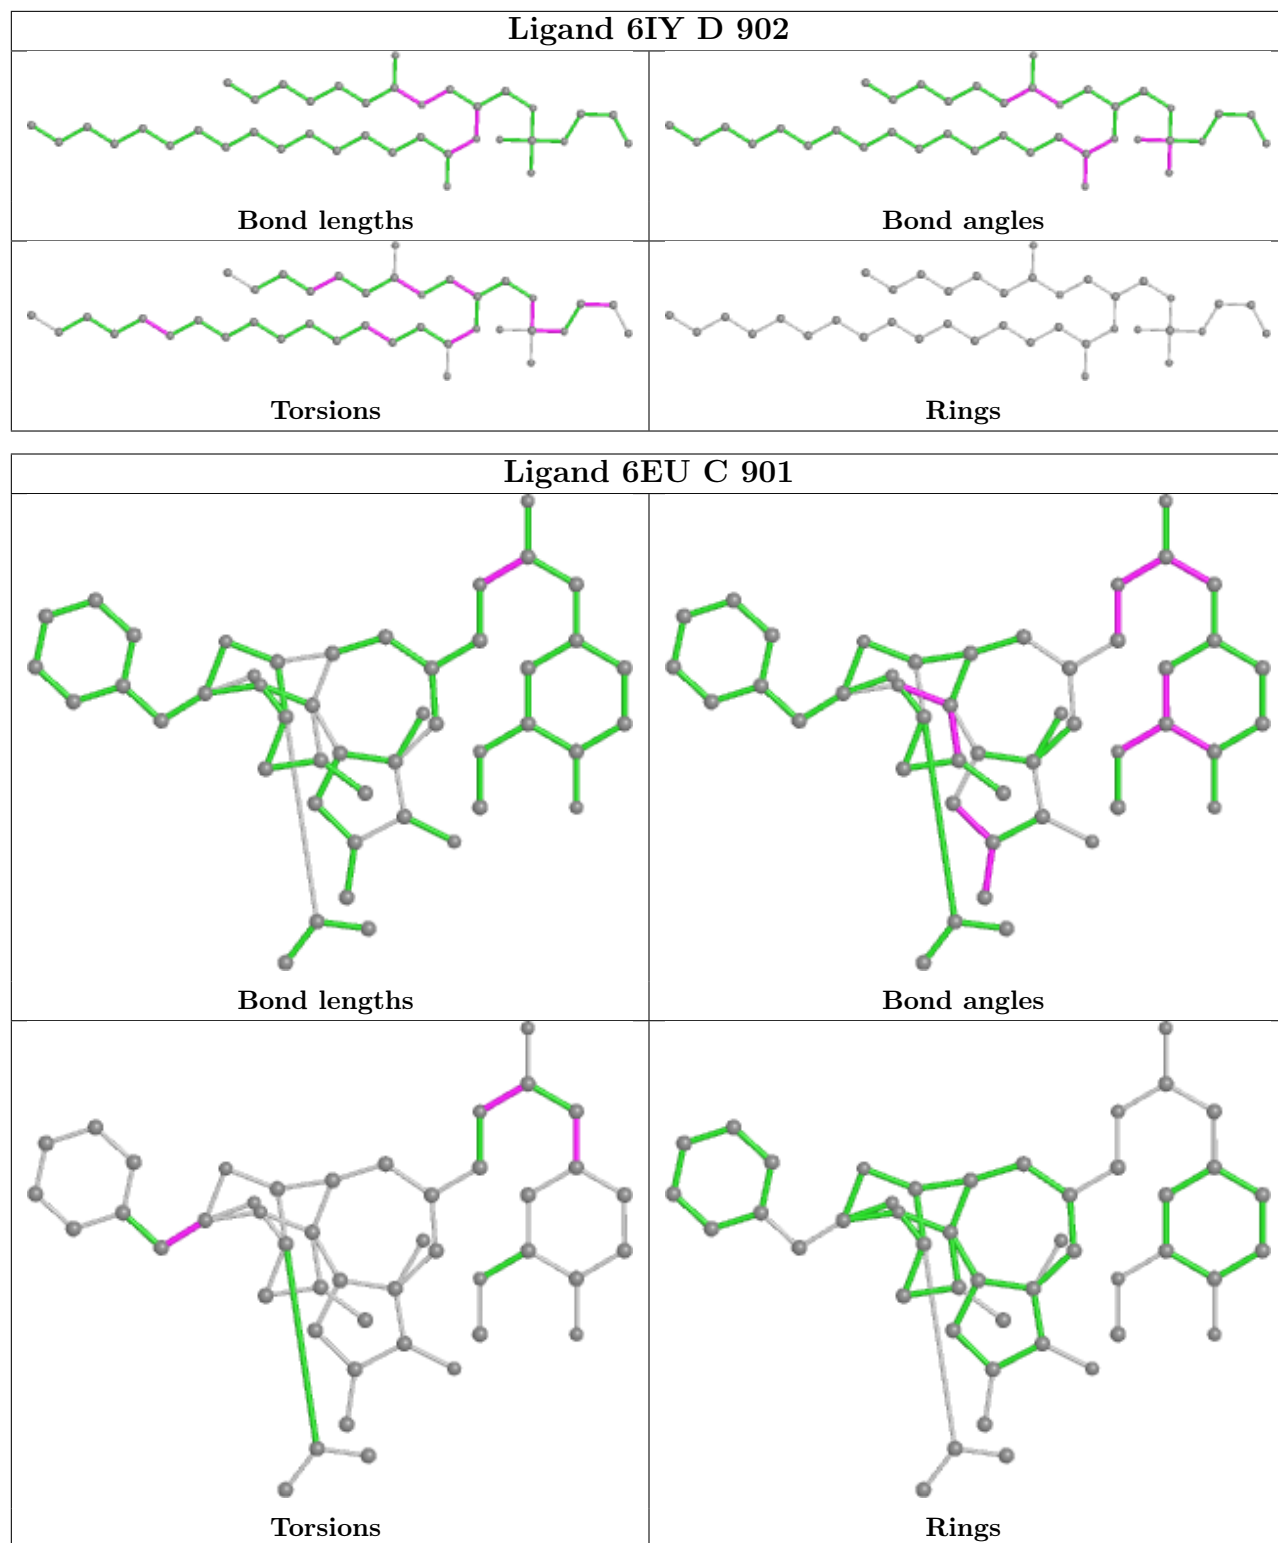 Ligand 6IY D 902
Bond lengths
Bond angles
Torsions
Rings
Ligand 6EU C 901
Bond lengths
Bond angles
Torsions
Rings